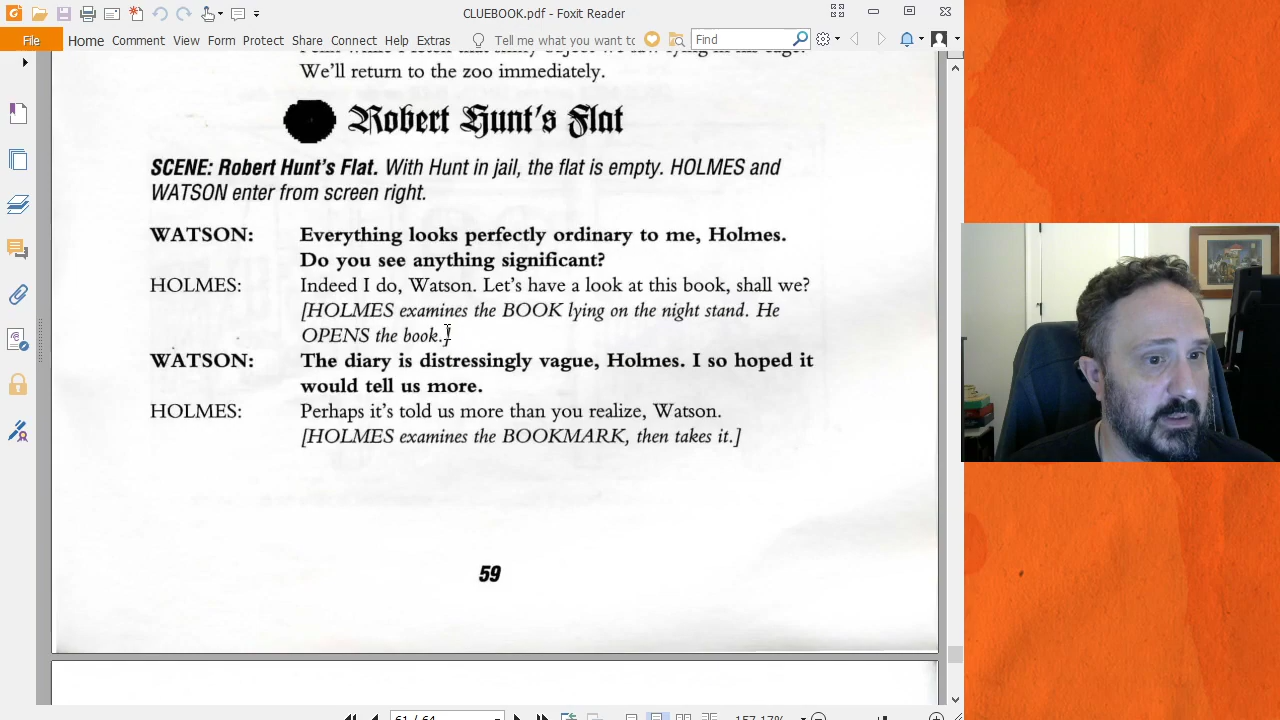 CLUEBOOK.pdf - Foxit Reader
File Home Comment View Form Protect Share Connect Help Extras Tell me what you want to Find
We'll return to the zoo immediately.
Robert Hunt's Flat
SCENE: Robert Hunt's Flat. With Hunt in jail, the flat is empty. HOLMES and
WATSON enter from screen right.
WATSON: Everything looks perfectly ordinary to me, Holmes.
Do you see anything significant?
HOLMES: Indeed I do, Watson. Let's have a look at this book, shall we?
[HOLMES examines the BOOK lying on the night stand. He
OPENS the book.]
WATSON: The diary is distressingly vague, Holmes. I so hoped it
would tell us more.
HOLMES: Perhaps it's told us more than you realize, Watson.
[HOLMES examines the BOOKMARK, then takes it.]
59
61 / 64 157.17%